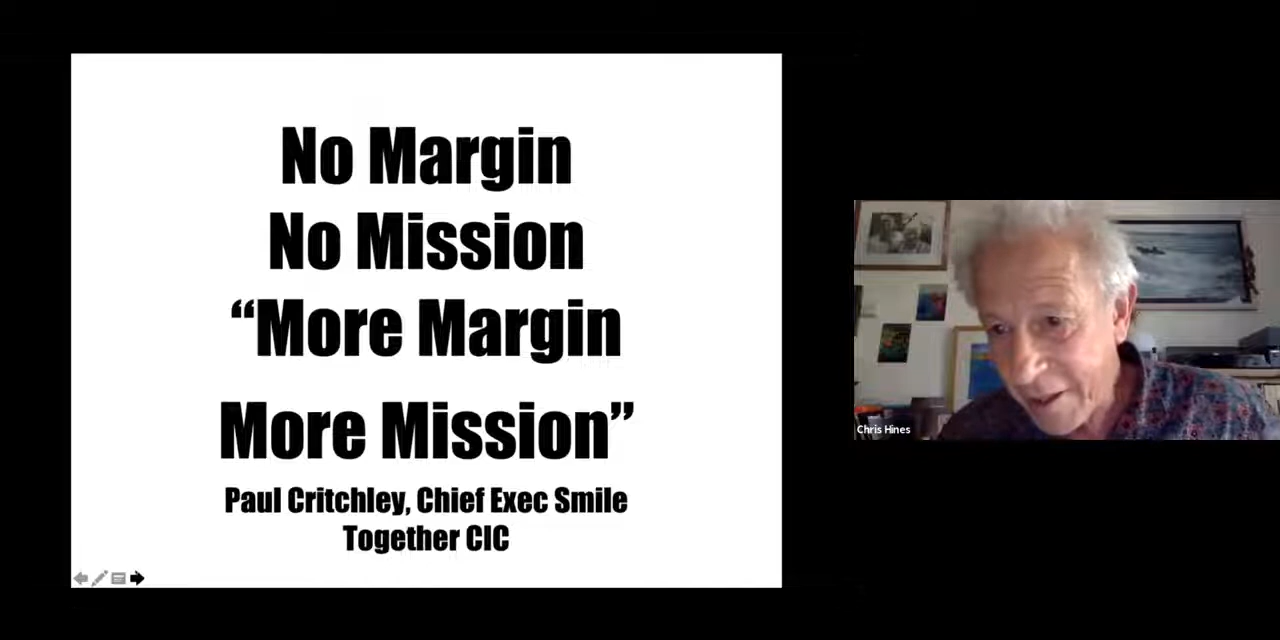 No Margin
No Mission
“More Margin
More Mission”
Paul Critchley, Chief Exec Smile
Together CIC
Chris Hines